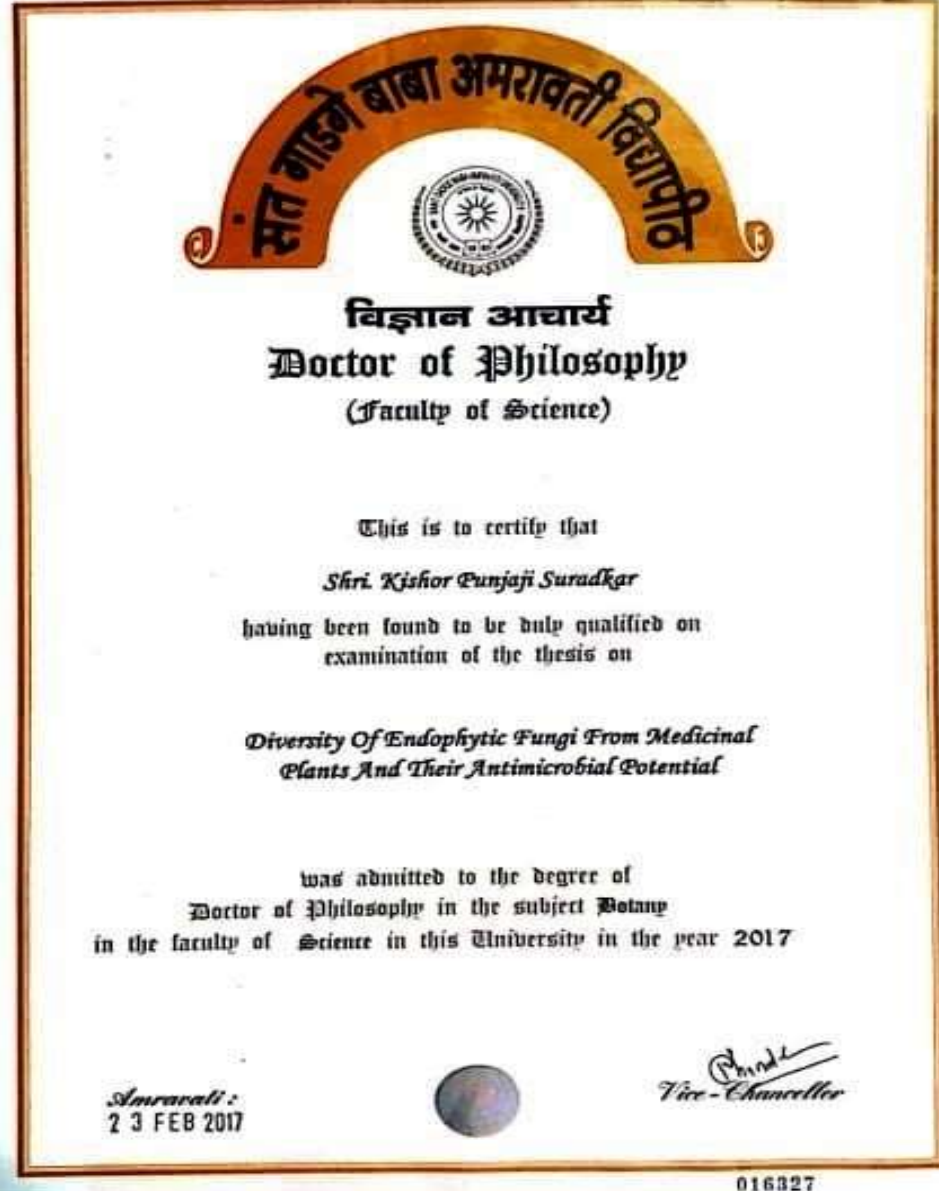 संत गाडगे बाबा अमरावती विद्यापीठ
विज्ञान आचार्य
Doctor of Philosophy
(Faculty of Science)
This is to certify that
Shri. Kishor Punjaji Suradkar
having been found to be duly qualified on
examination of the thesis on
Diversity Of Endophytic Fungi From Medicinal
Plants And Their Antimicrobial Potential
was admitted to the degree of
Doctor of Philosophy in the subject Botany
in the faculty of Science in this University in the year 2017
Amravati :
2 3 FEB 2017
Vice-Chancellor
016327